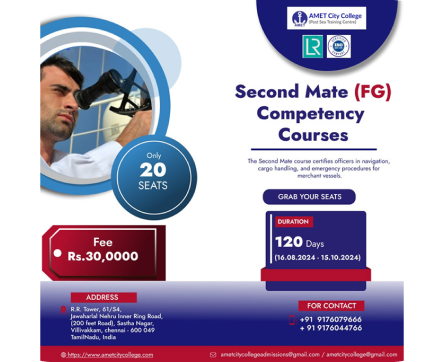 AMET City College
(Post Sea Training Centre)
AMET
LR
ISO
Second Mate (FG)
Competency
Courses
The Second Mate course certifies officers in navigation,
cargo handling, and emergency procedures for
merchant vessels.
Only
20
SEATS
GRAB YOUR SEATS
DURATION
120 Days
(16.08.2024 - 15.10.2024)
Fee
Rs.30,0000
ADDRESS
R.R. Tower, 61/54,
Jawaharlal Nehru Inner Ring Road,
(200 feet Road), Sastha Nagar,
Villivakkam, chennai - 600 049
TamilNadu, India
FOR CONTACT
+91 9176079666
+ 91 9176044766
https://www.ametcitycollege.com
ametcitycollegeadmissions@gmail.com / ametcitycollege@gmail.com